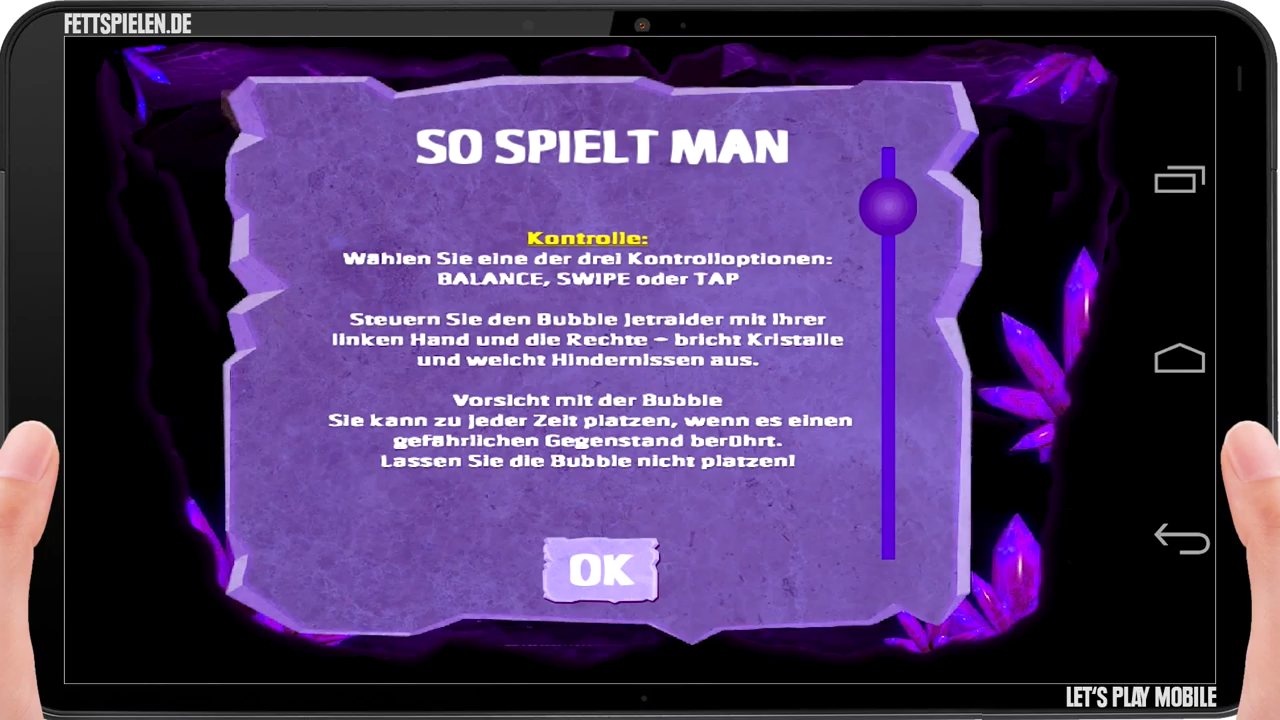 FETTSPIELEN.DE
SO SPIELT MAN
Kontrolle:
Wählen Sie eine der drei Kontrolloptionen:
BALANCE, SWIPE oder TAP
Steuern Sie den Bubble Jetraider mit Ihrer
linken Hand und die Rechte – bricht Kristalle
und weicht Hindernissen aus.
Vorsicht mit der Bubble
Sie kann zu jeder Zeit platzen, wenn es einen
gefährlichen Gegenstand berührt.
Lassen Sie die Bubble nicht platzen!
OK
LET'S PLAY MOBILE